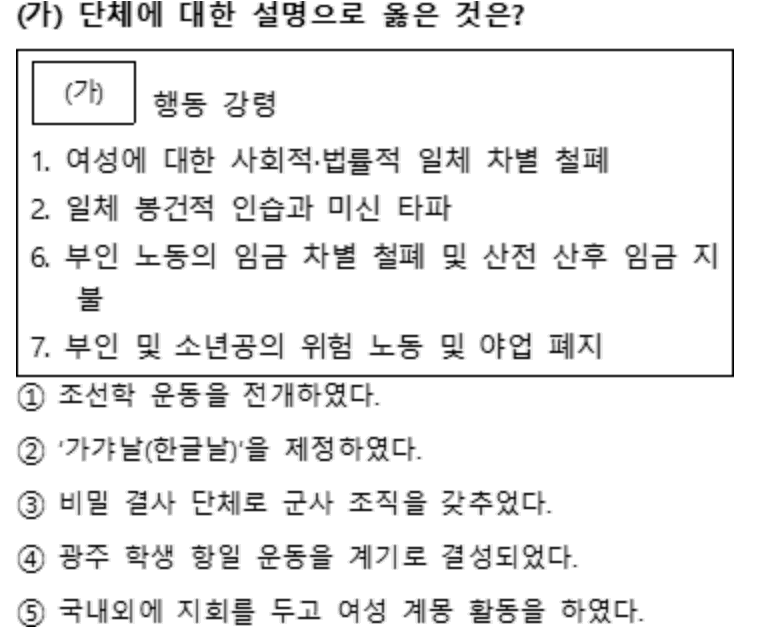 (가) 단체에 대한 설명으로 옳은 것은?
(가) 행동 강령
1. 여성에 대한 사회적·법률적 일체 차별 철폐
2. 일체 봉건적 인습과 미신 타파
6. 부인 노동의 임금 차별 철폐 및 산전 산후 임금 지
불
7. 부인 및 소년공의 위험 노동 및 야업 폐지
① 조선학 운동을 전개하였다.
② ‘가갸날(한글날)’을 제정하였다.
③ 비밀 결사 단체로 군사 조직을 갖추었다.
④ 광주 학생 항일 운동을 계기로 결성되었다.
⑤ 국내외에 지회를 두고 여성 계몽 활동을 하였다.